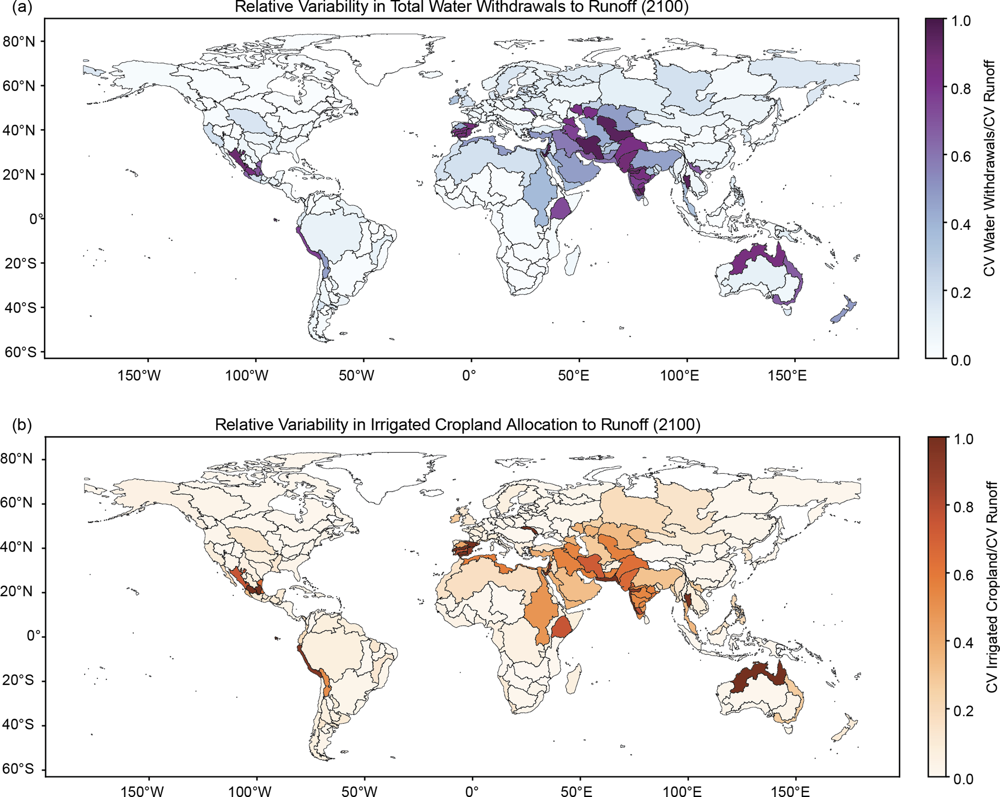 (a)
Relative Variability in Total Water Withdrawals to Runoff (2100)
80°N
60°N
40°N
20°N
0°
20°S
40°S
60°S
150°W
100°W
50°W
0°
50°E
100°E
150°E
1.0
0.8
0.6
0.4
0.2
0.0
CV Water Withdrawals/CV Runoff
(b)
Relative Variability in Irrigated Cropland Allocation to Runoff (2100)
80°N
60°N
40°N
20°N
0°
20°S
40°S
60°S
150°W
100°W
50°W
0°
50°E
100°E
150°E
1.0
0.8
0.6
0.4
0.2
0.0
CV Irrigated Cropland/CV Runoff